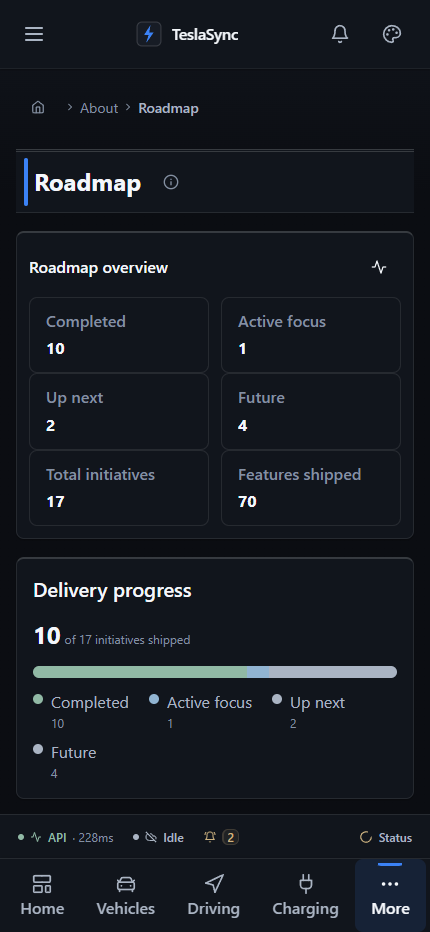 TeslaSync
About
Roadmap
Roadmap
Roadmap overview
Completed
10
Active focus
1
Up next
2
Future
4
Total initiatives
17
Features shipped
70
Delivery progress
10 of 17 initiatives shipped
Completed
10
Active focus
1
Up next
2
Future
4
API · 228ms
Idle
2
Status
Home
Vehicles
Driving
Charging
More